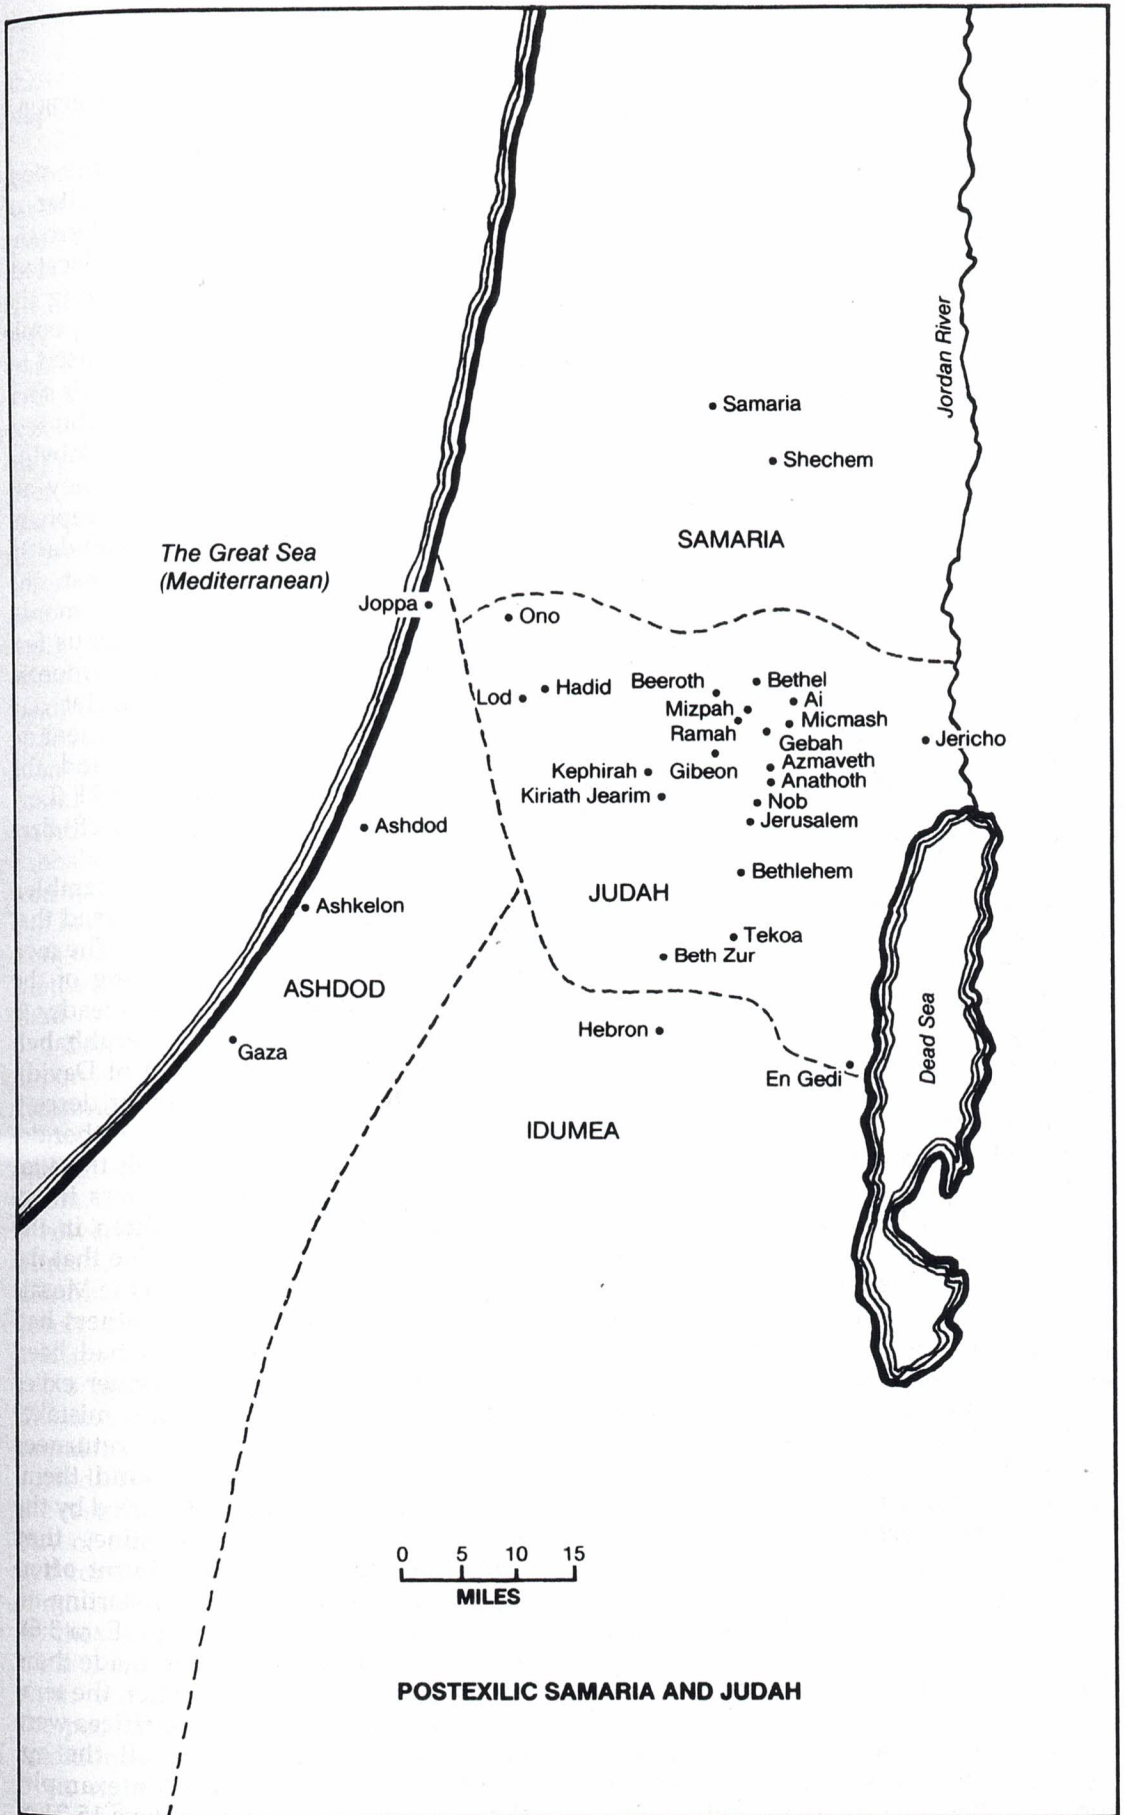 Jordan River
Samaria
Shechem
SAMARIA
The Great Sea
(Mediterranean)
Joppa
Ono
Lod
Hadid
Beeroth
Bethel
Ai
Mizpah
Micmash
Ramah
Gebah
Jericho
Azmaveth
Kephirah
Gibeon
Anathoth
Kiriath Jearim
Nob
Jerusalem
Ashdod
Bethlehem
JUDAH
Ashkelon
Tekoa
Beth Zur
ASHDOD
Hebron
Dead Sea
Gaza
En Gedi
IDUMEA
0 5 10 15
MILES
POSTEXILIC SAMARIA AND JUDAH